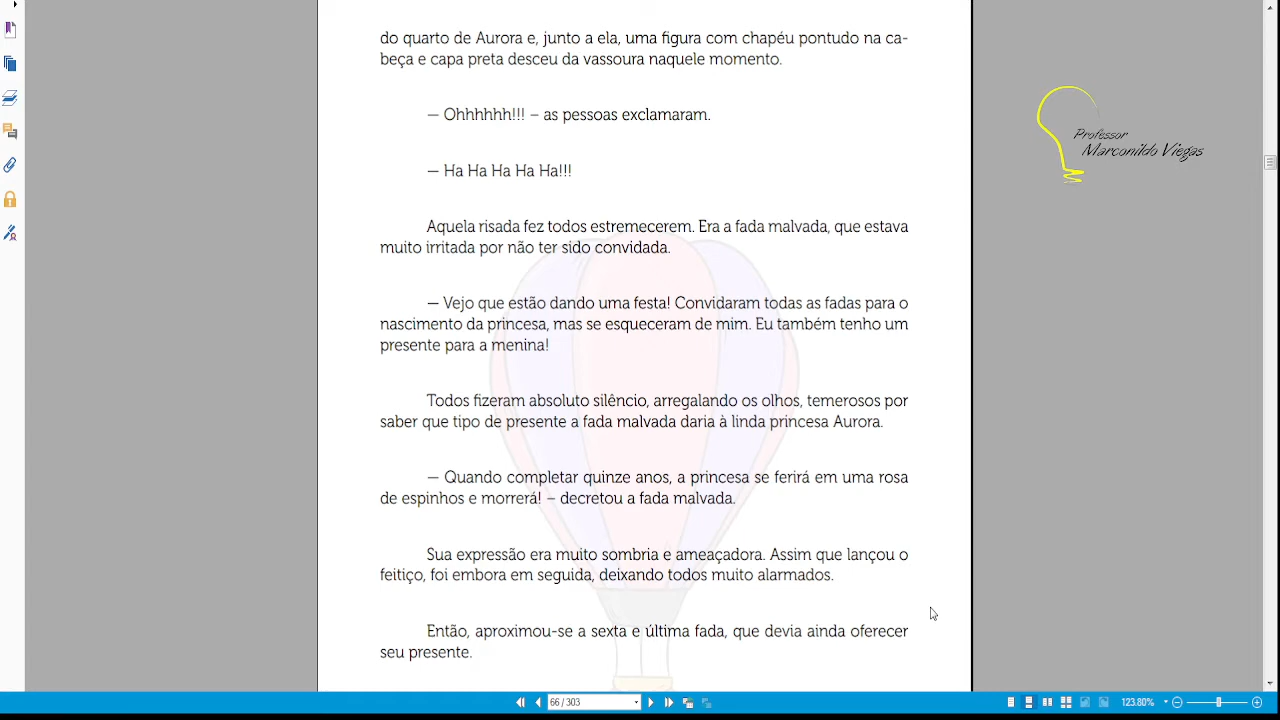 do quarto de Aurora e, junto a ela, uma figura com chapéu pontudo na ca-
beça e capa preta desceu da vassoura naquele momento.
— Ohhhhhh!!! – as pessoas exclamaram.
— Ha Ha Ha Ha Ha!!!
Aquela risada fez todos estremecerem. Era a fada malvada, que estava
muito irritada por não ter sido convidada.
— Vejo que estão dando uma festa! Convidaram todas as fadas para o
nascimento da princesa, mas se esqueceram de mim. Eu também tenho um
presente para a menina!
Todos fizeram absoluto silêncio, arregalando os olhos, temerosos por
saber que tipo de presente a fada malvada daria à linda princesa Aurora.
— Quando completar quinze anos, a princesa se ferirá em uma rosa
de espinhos e morrerá! – decretou a fada malvada.
Sua expressão era muito sombria e ameaçadora. Assim que lançou o
feitiço, foi embora em seguida, deixando todos muito alarmados.
Então, aproximou-se a sexta e última fada, que devia ainda oferecer
seu presente.
Professor
Marconildo Viegas
66 / 303
123.80%